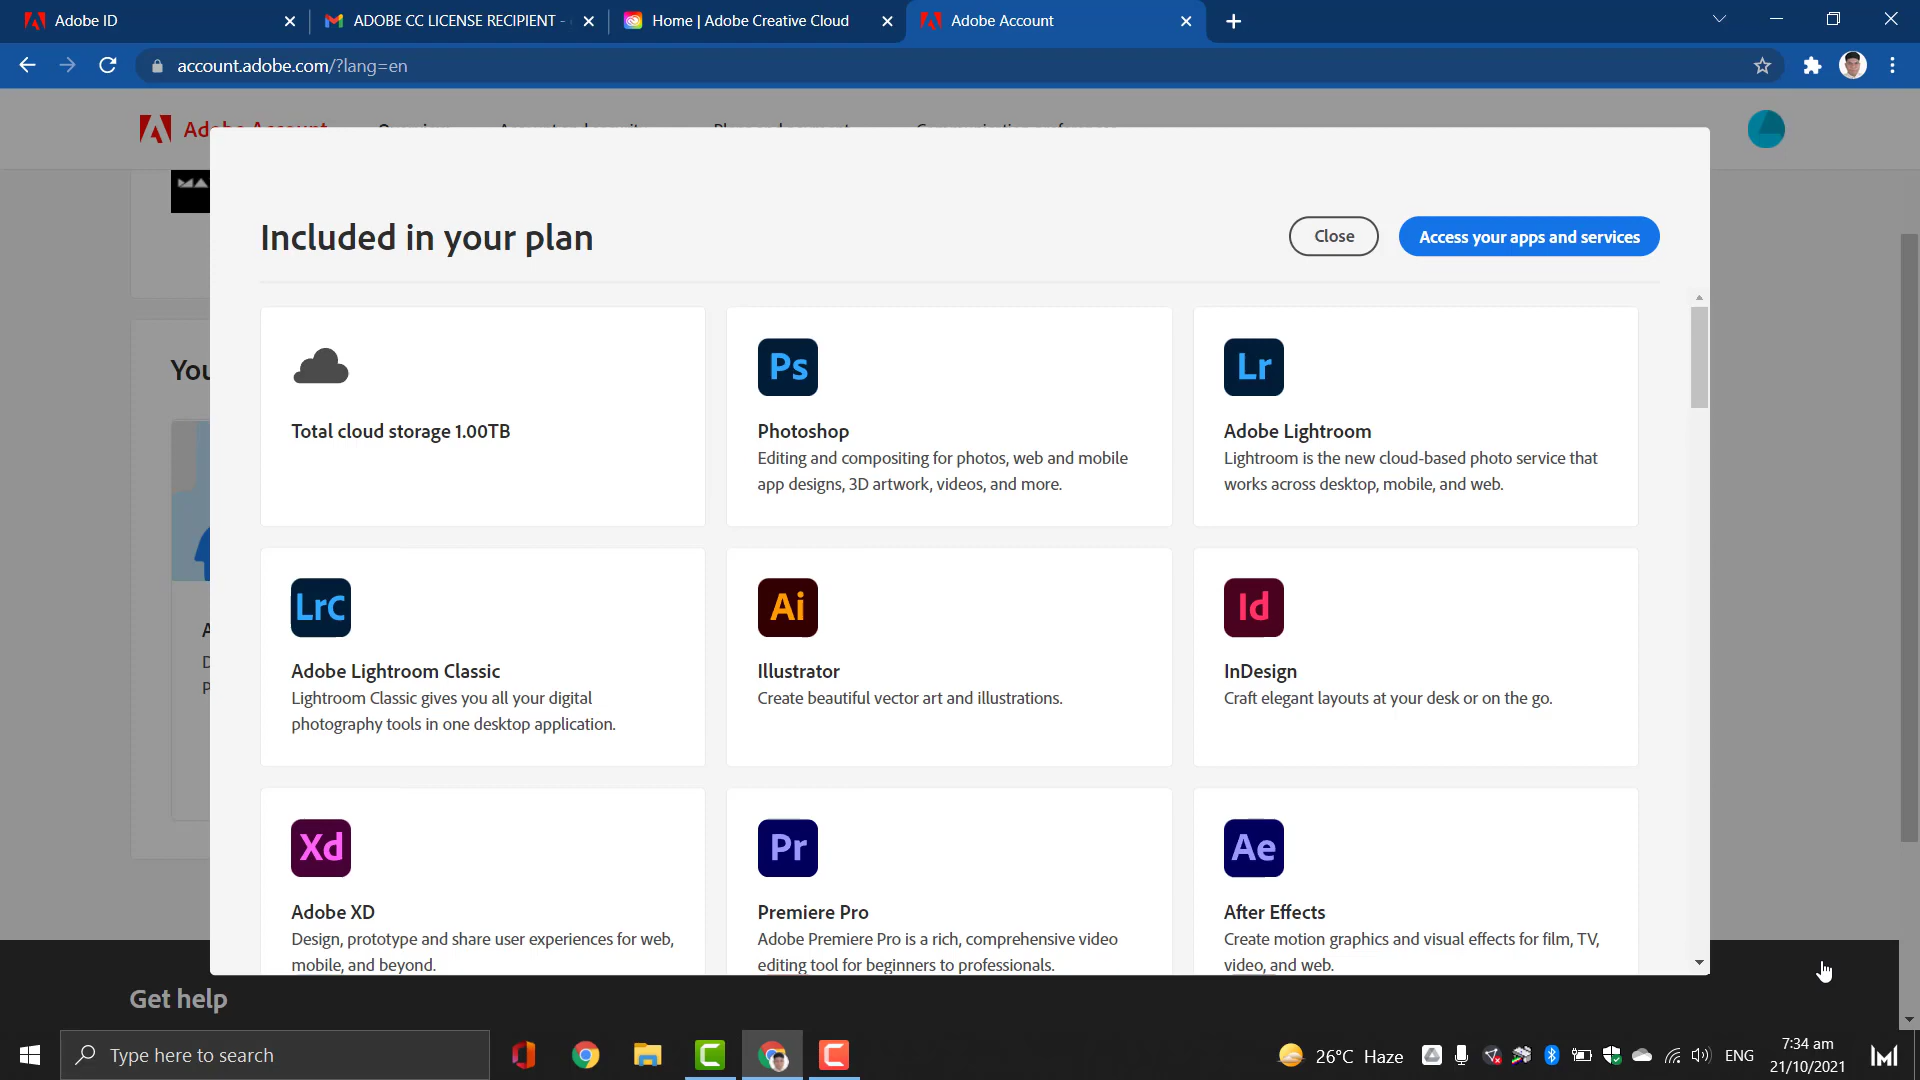 Adobe ID
ADOBE CC LICENSE RECIPIENT -
Home | Adobe Creative Cloud
Adobe Account
account.adobe.com/?lang=en
Included in your plan
Close
Access your apps and services
Total cloud storage 1.00TB
Ps
Photoshop
Editing and compositing for photos, web and mobile
app designs, 3D artwork, videos, and more.
Lr
Adobe Lightroom
Lightroom is the new cloud-based photo service that
works across desktop, mobile, and web.
You
LrC
Adobe Lightroom Classic
Lightroom Classic gives you all your digital
photography tools in one desktop application.
Ai
Illustrator
Create beautiful vector art and illustrations.
Id
InDesign
Craft elegant layouts at your desk or on the go.
Xd
Adobe XD
Design, prototype and share user experiences for web,
mobile, and beyond.
Pr
Premiere Pro
Adobe Premiere Pro is a rich, comprehensive video
editing tool for beginners to professionals.
Ae
After Effects
Create motion graphics and visual effects for film, TV,
video, and web.
Get help
Type here to search
26°C Haze
ENG
7:34 am
21/10/2021